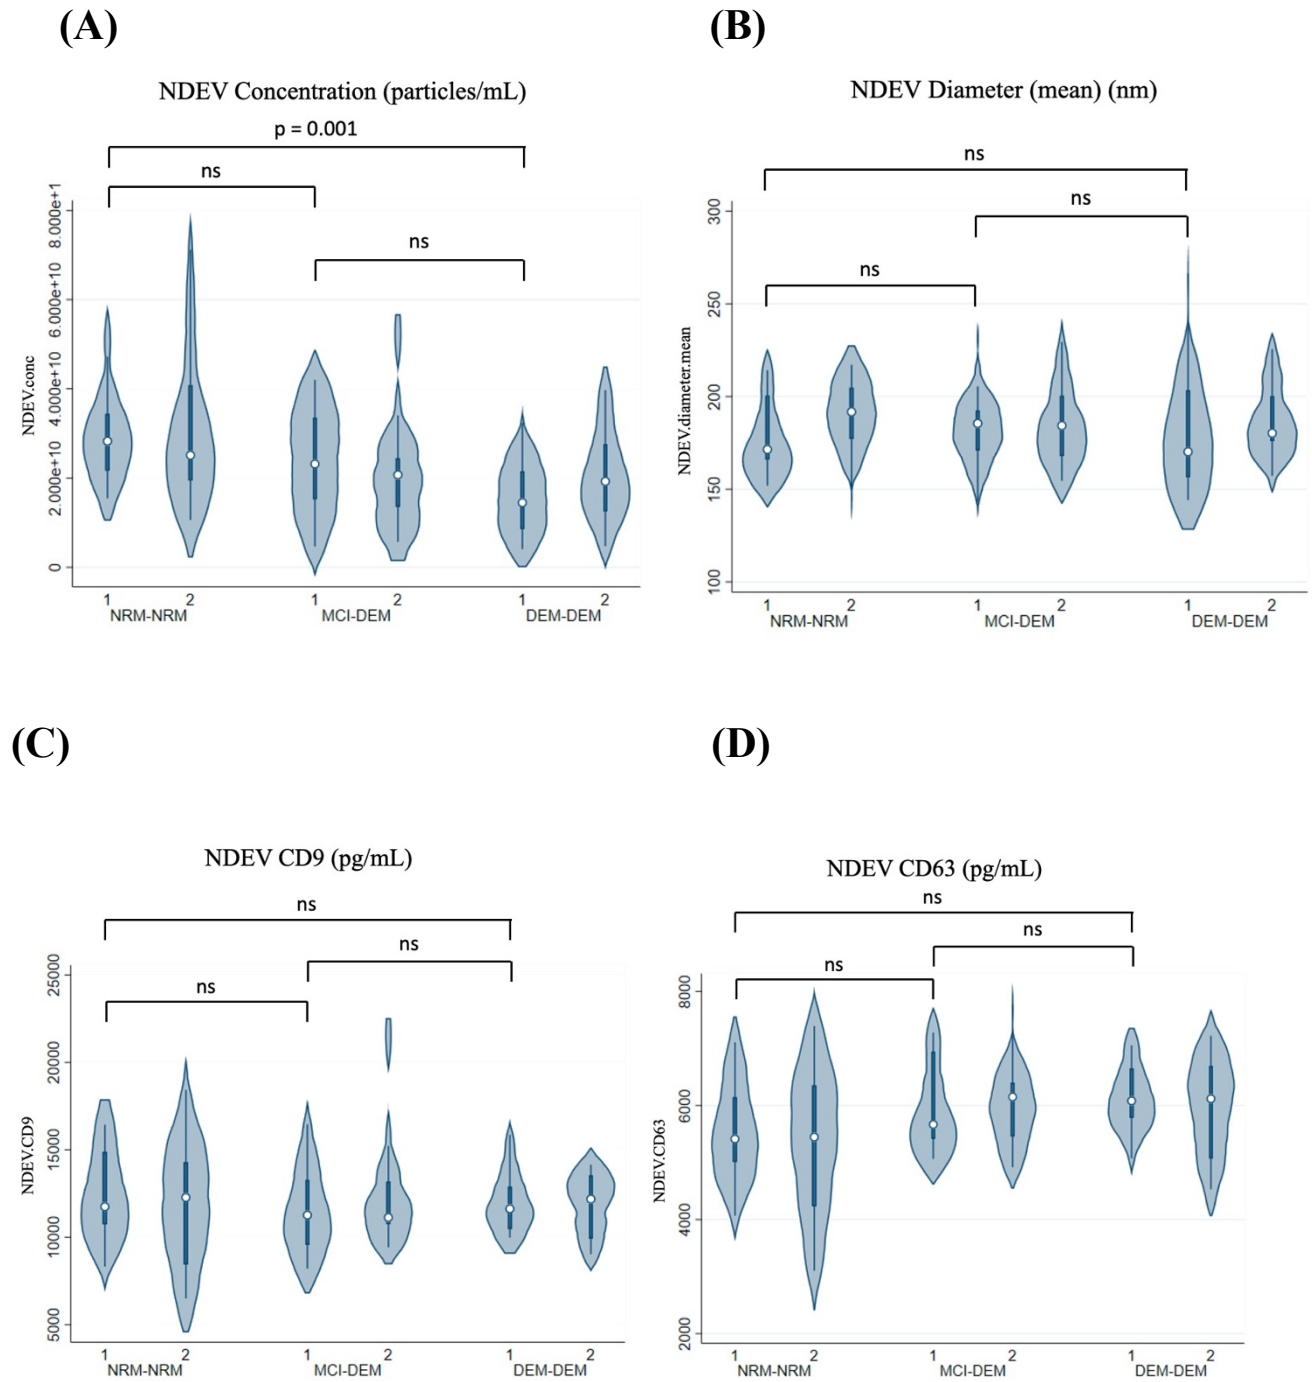 (A)
NDEV Concentration (particles/mL)
p = 0.001
ns
ns
NDEV.conc
8.000e+1
6.000e+10
4.000e+10
2.000e+10
0
1 2 1 2 1 2
NRM-NRM MCI-DEM DEM-DEM
(B)
NDEV Diameter (mean) (nm)
ns
ns
ns
NDEV.diameter.mean
300
250
200
150
100
1 2 1 2 1 2
NRM-NRM MCI-DEM DEM-DEM
(C)
NDEV CD9 (pg/mL)
ns
ns
ns
NDEV.CD9
25000
20000
15000
10000
5000
1 2 1 2 1 2
NRM-NRM MCI-DEM DEM-DEM
(D)
NDEV CD63 (pg/mL)
ns
ns
ns
NDEV.CD63
8000
6000
4000
2000
1 2 1 2 1 2
NRM-NRM MCI-DEM DEM-DEM